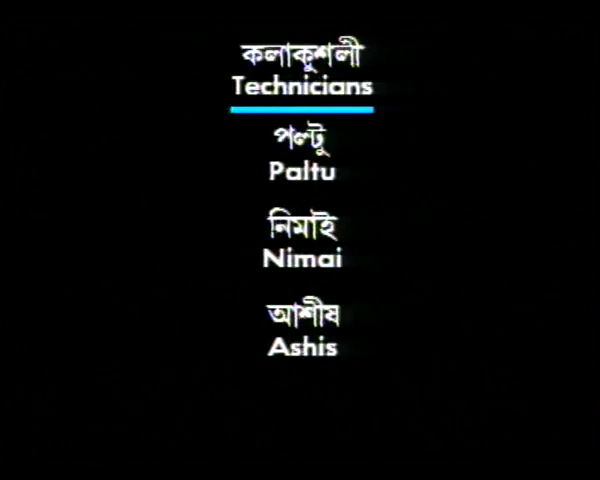 কলাকুশলী
Technicians
পল্টু
Paltu
নিমাই
Nimai
আশীষ
Ashis